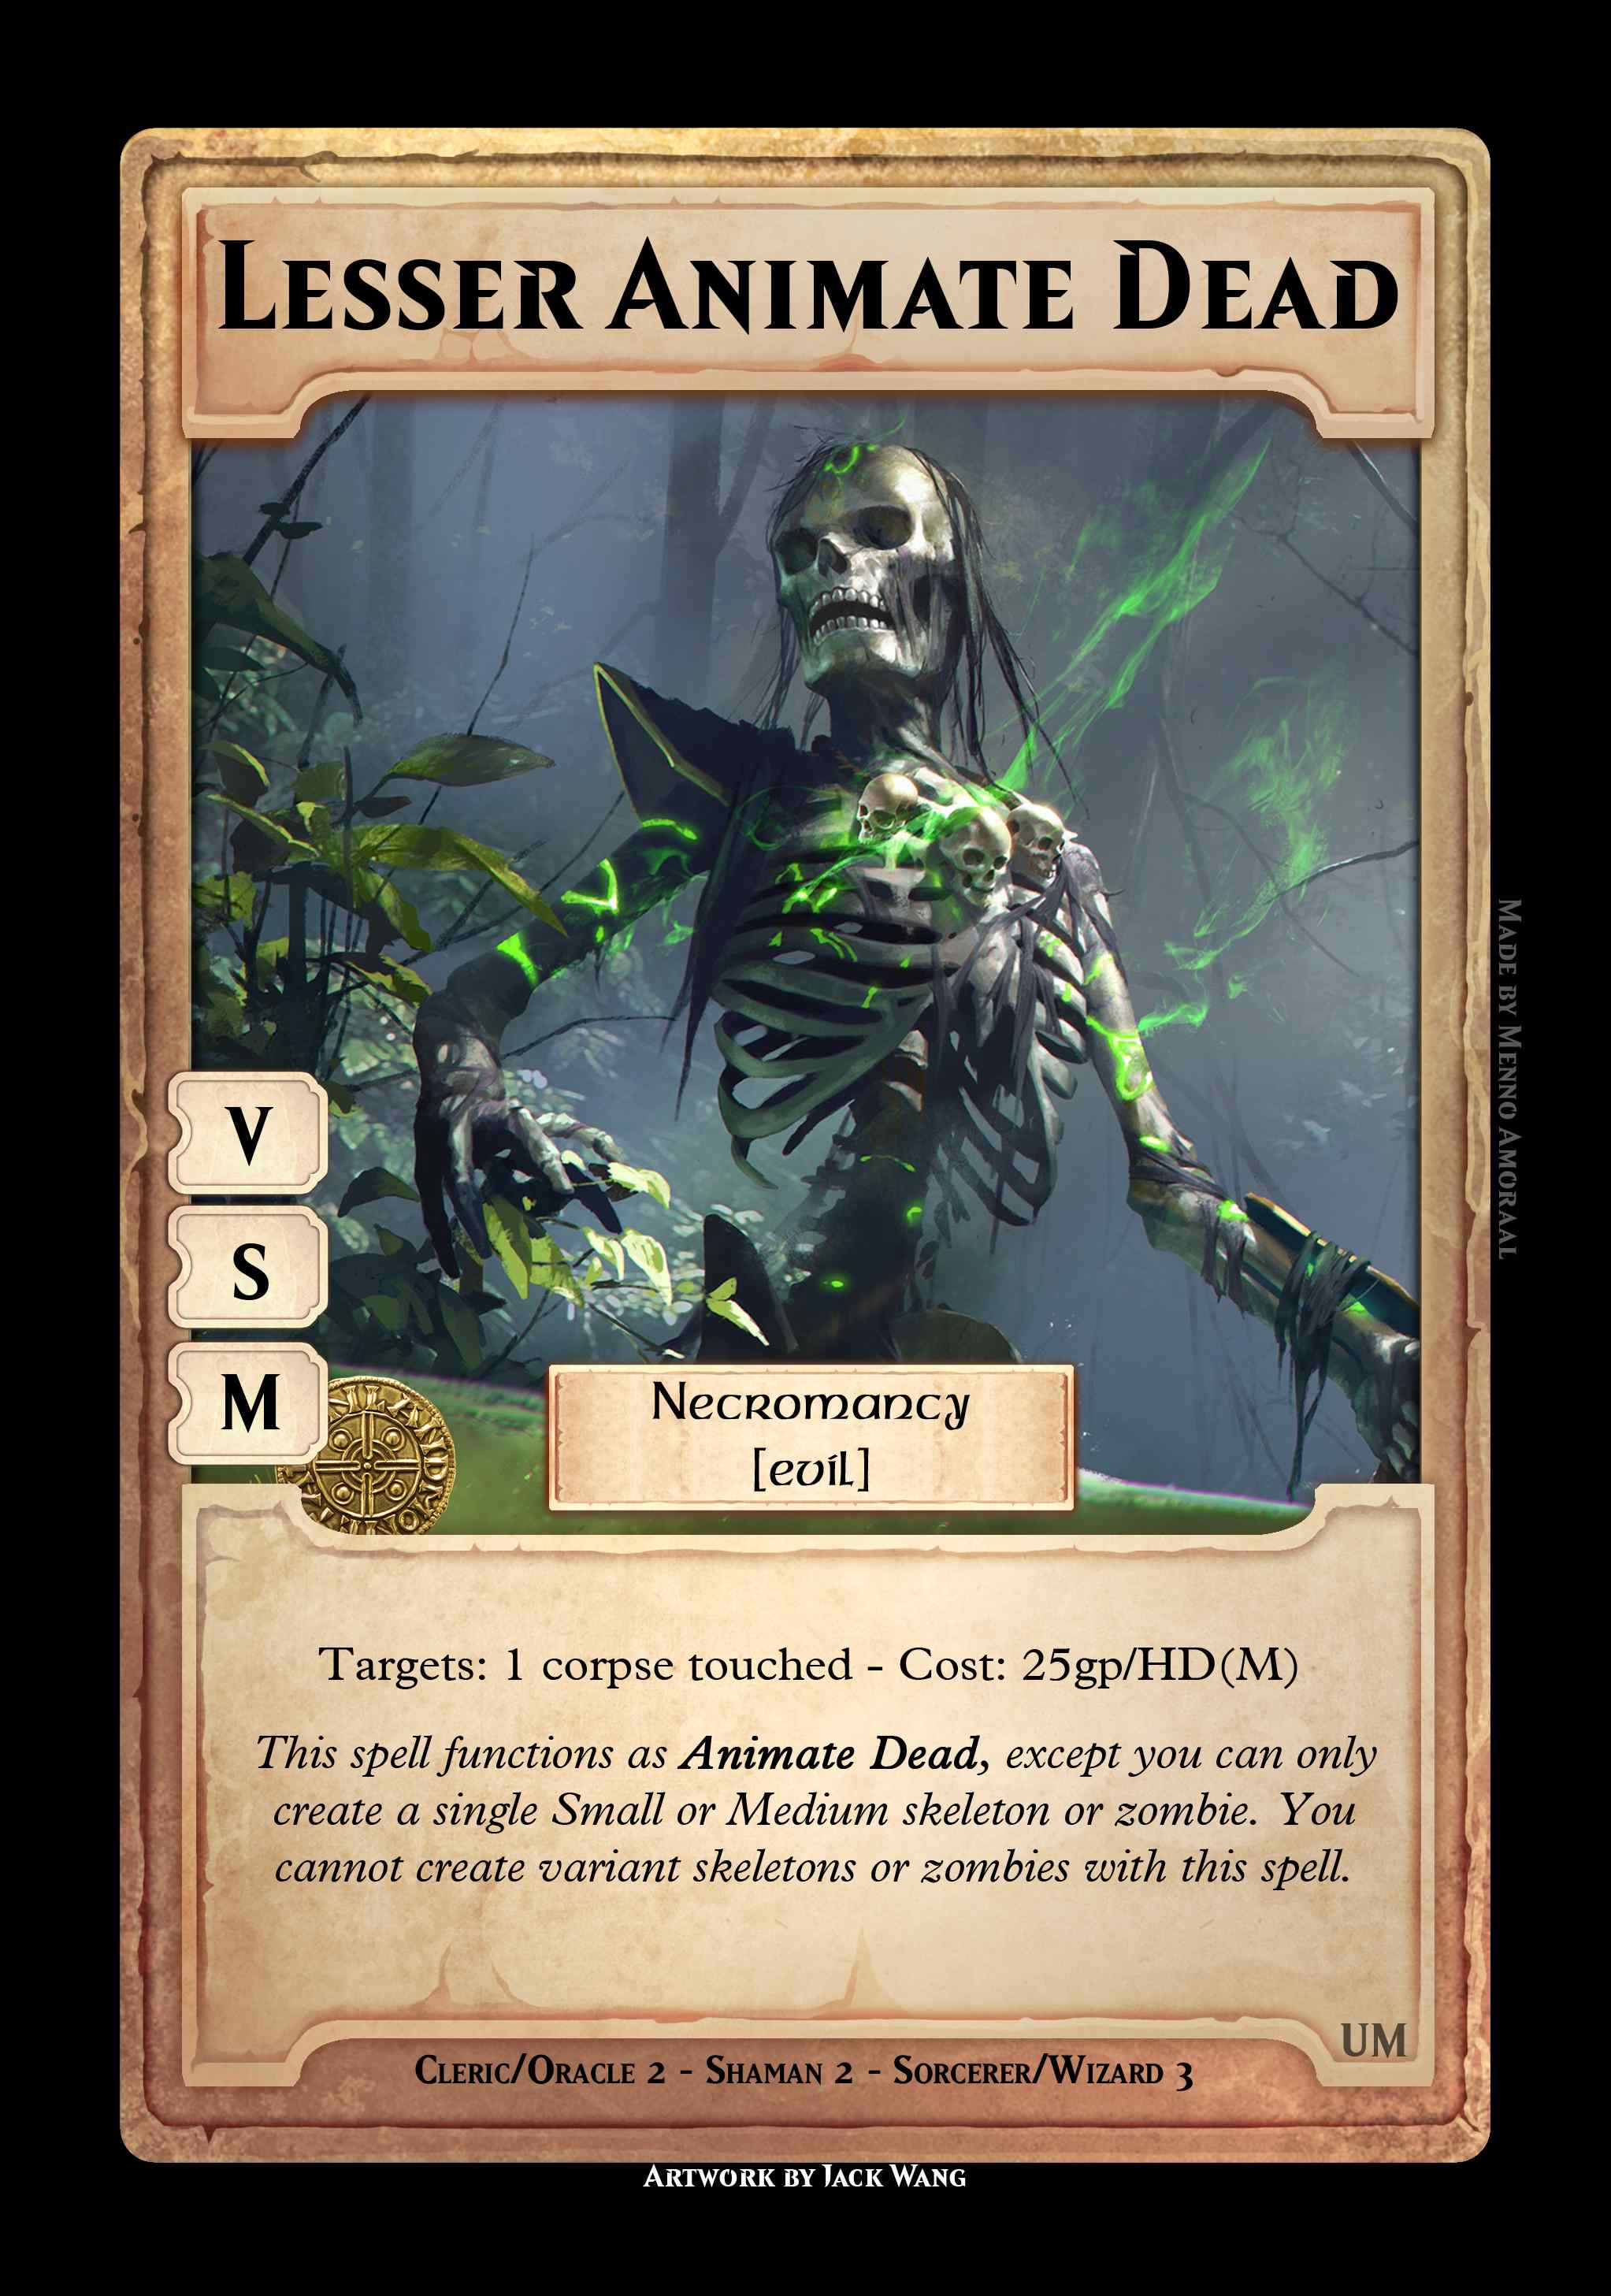 Lesser Animate Dead
V
S
M
Necromancy
[evil]
Targets: 1 corpse touched - Cost: 25gp/HD(M)
This spell functions as Animate Dead, except you can only
create a single Small or Medium skeleton or zombie. You
cannot create variant skeletons or zombies with this spell.
UM
Cleric/Oracle 2 - Shaman 2 - Sorcerer/Wizard 3
Artwork by Jack Wang
Made by Menno Amoraal